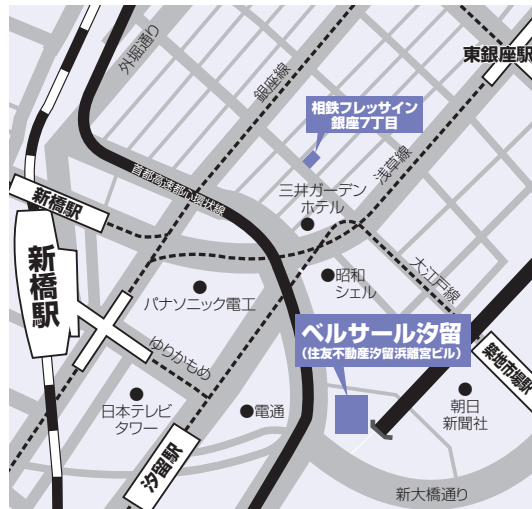 外堀通り
銀座線
東銀座駅
相鉄フレッサイン
銀座7丁目
浅草線
首都高速都心環状線
三井ガーデン
ホテル
新橋駅
新橋駅
昭和
シェル
大江戸線
パナソニック電工
ベルサール汐留
(住友不動産汐留浜離宮ビル)
ゆりかもめ
築地市場駅
日本テレビ
タワー
電通
朝日
新聞社
汐留駅
新大橋通り